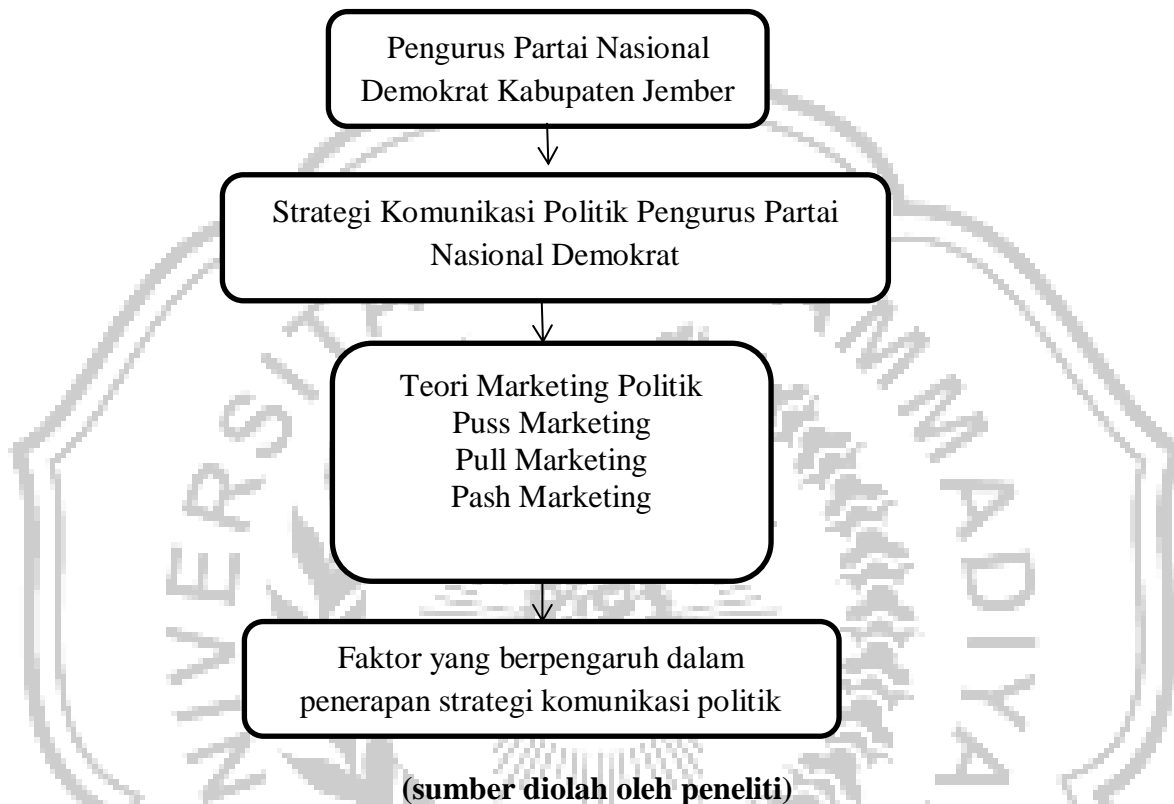 Pengurus Partai Nasional
Demokrat Kabupaten Jember
Strategi Komunikasi Politik Pengurus Partai
Nasional Demokrat
Teori Marketing Politik
Puss Marketing
Pull Marketing
Pash Marketing
Faktor yang berpengaruh dalam
penerapan strategi komunikasi politik
(sumber diolah oleh peneliti)